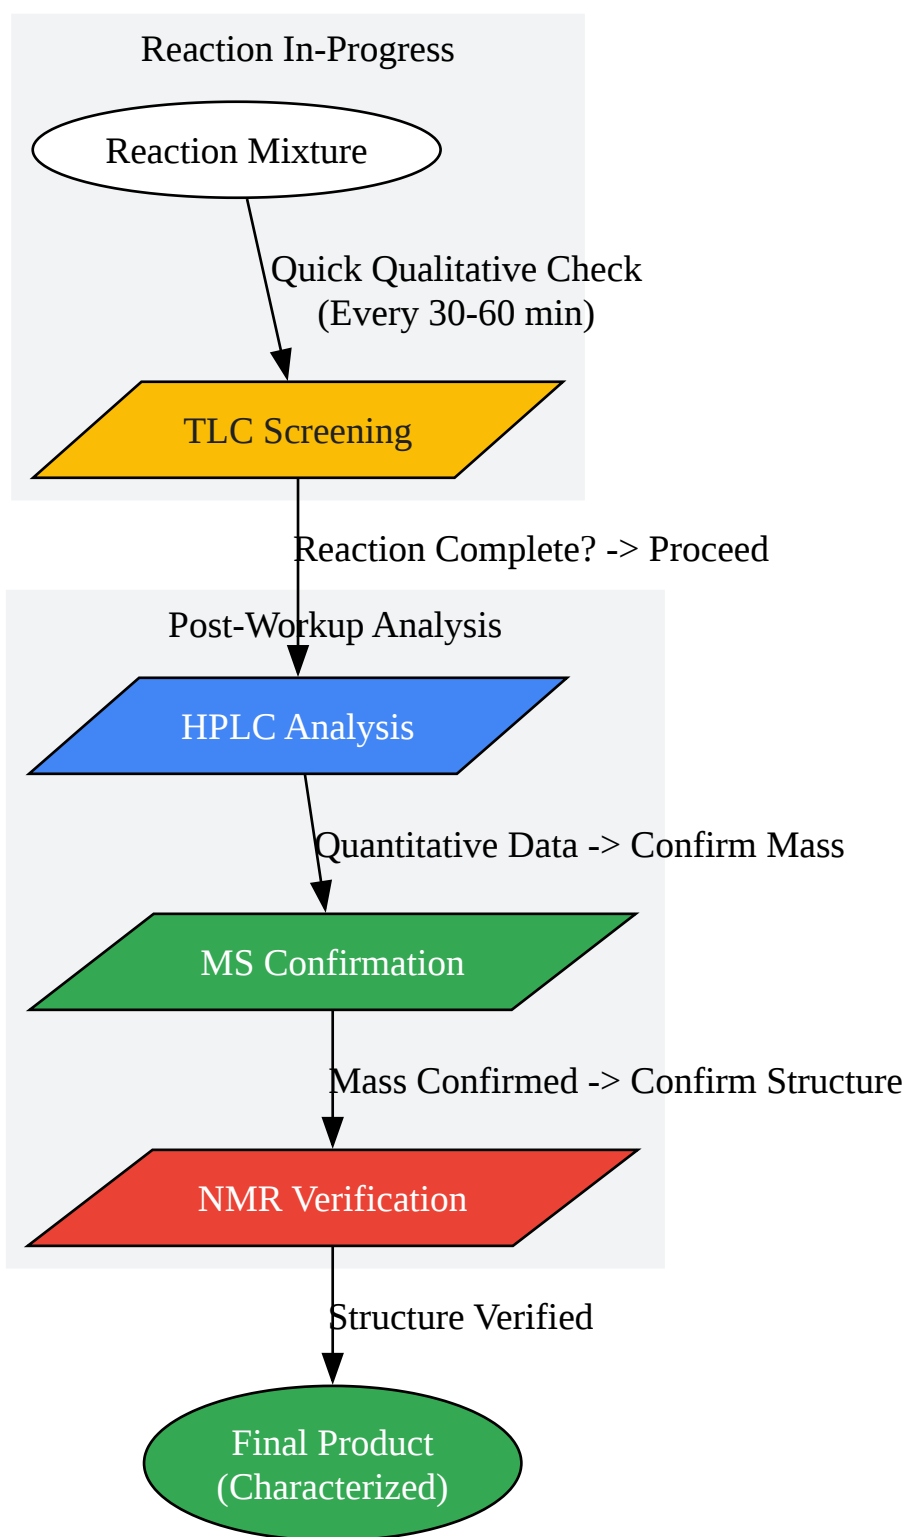 Reaction In-Progress
Reaction Mixture
Quick Qualitative Check
(Every 30-60 min)
TLC Screening
Reaction Complete? -> Proceed
Post-Workup Analysis
HPLC Analysis
Quantitative Data -> Confirm Mass
MS Confirmation
Mass Confirmed -> Confirm Structure
NMR Verification
Structure Verified
Final Product
(Characterized)